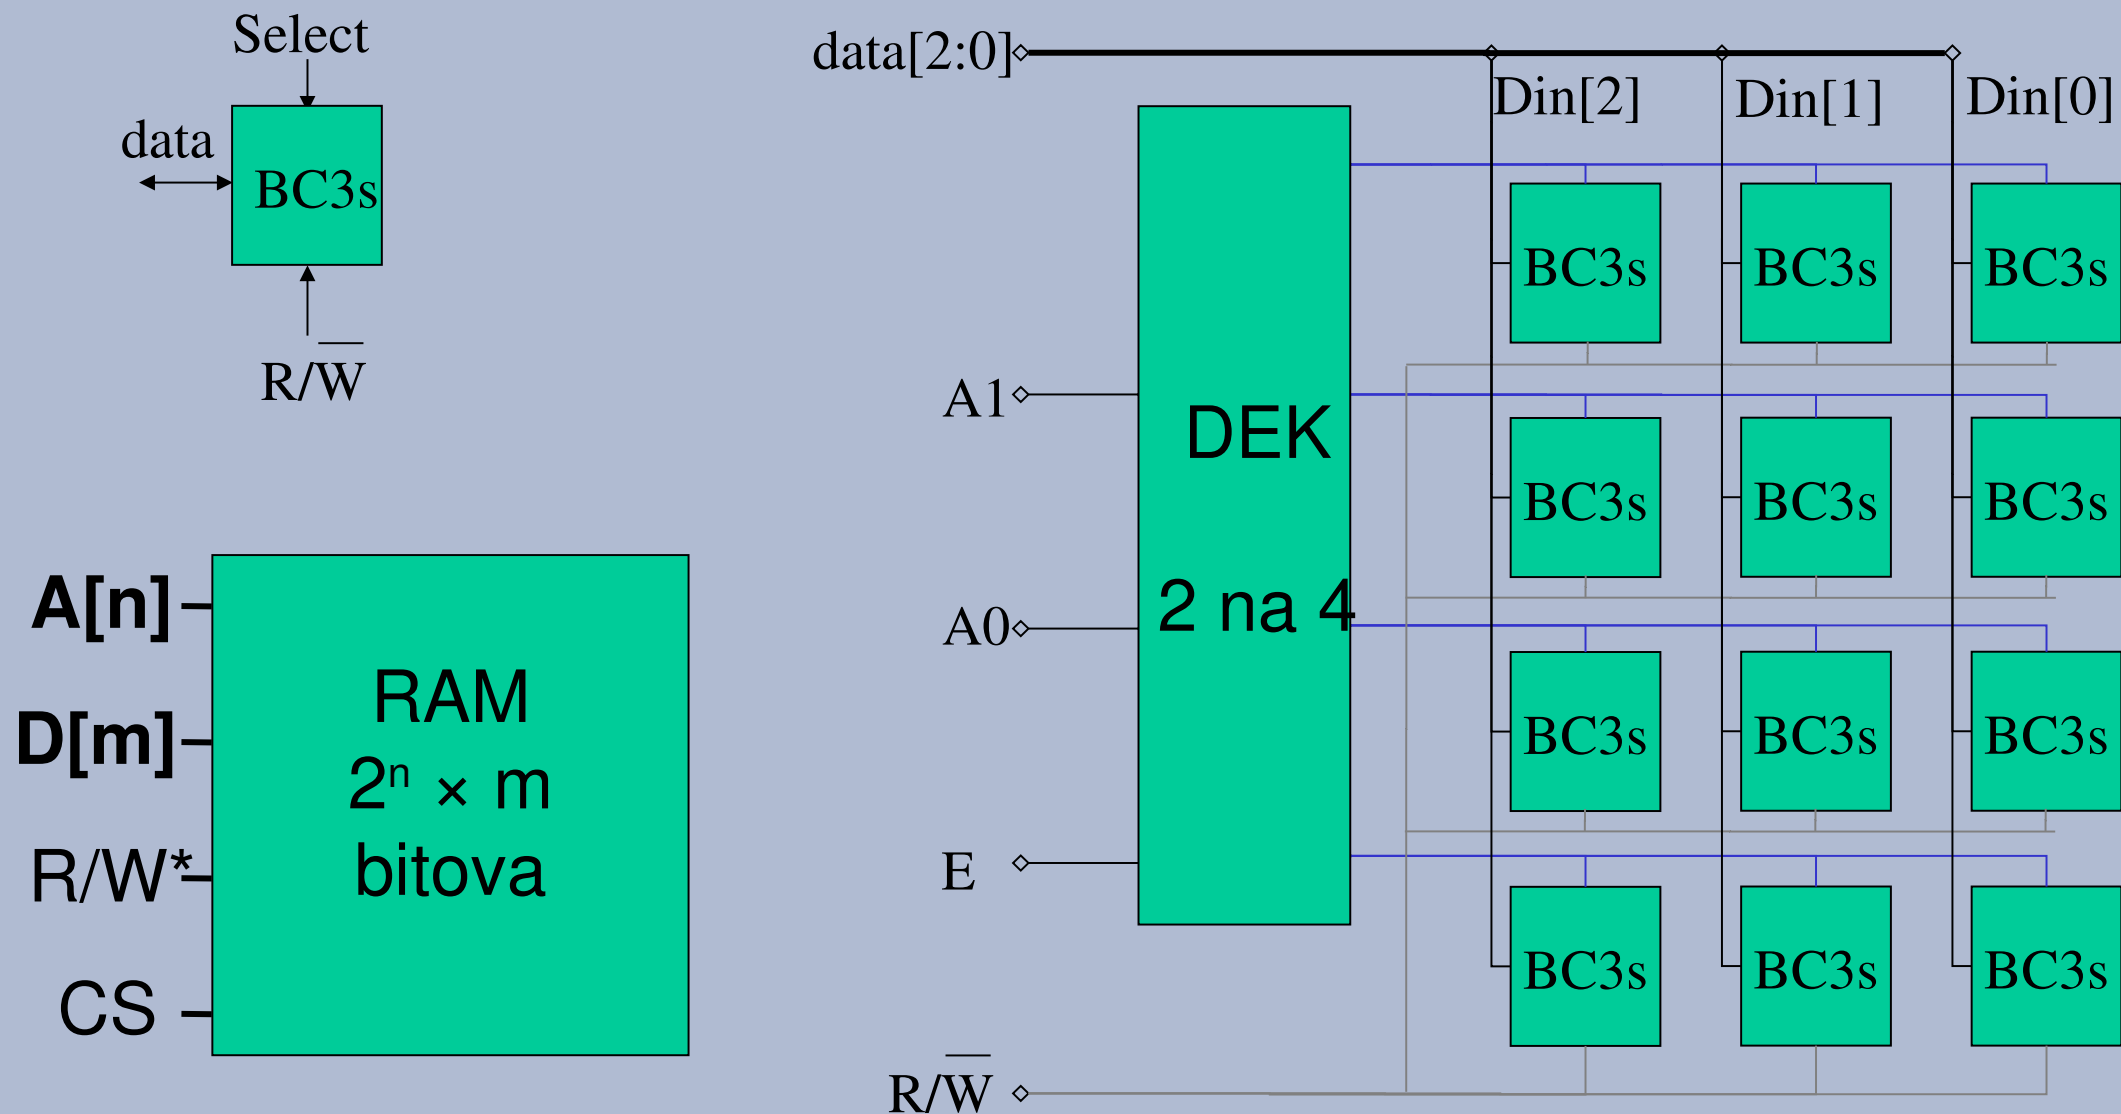 Select
data
BC3s
R/W̅
A[n]
D[m]
R/W*
CS
RAM
2ⁿ × m
bitova
data[2:0]
Din[2] Din[1] Din[0]
A1
A0
E
R/W̅
DEK
2 na 4
BC3s BC3s BC3s
BC3s BC3s BC3s
BC3s BC3s BC3s
BC3s BC3s BC3s